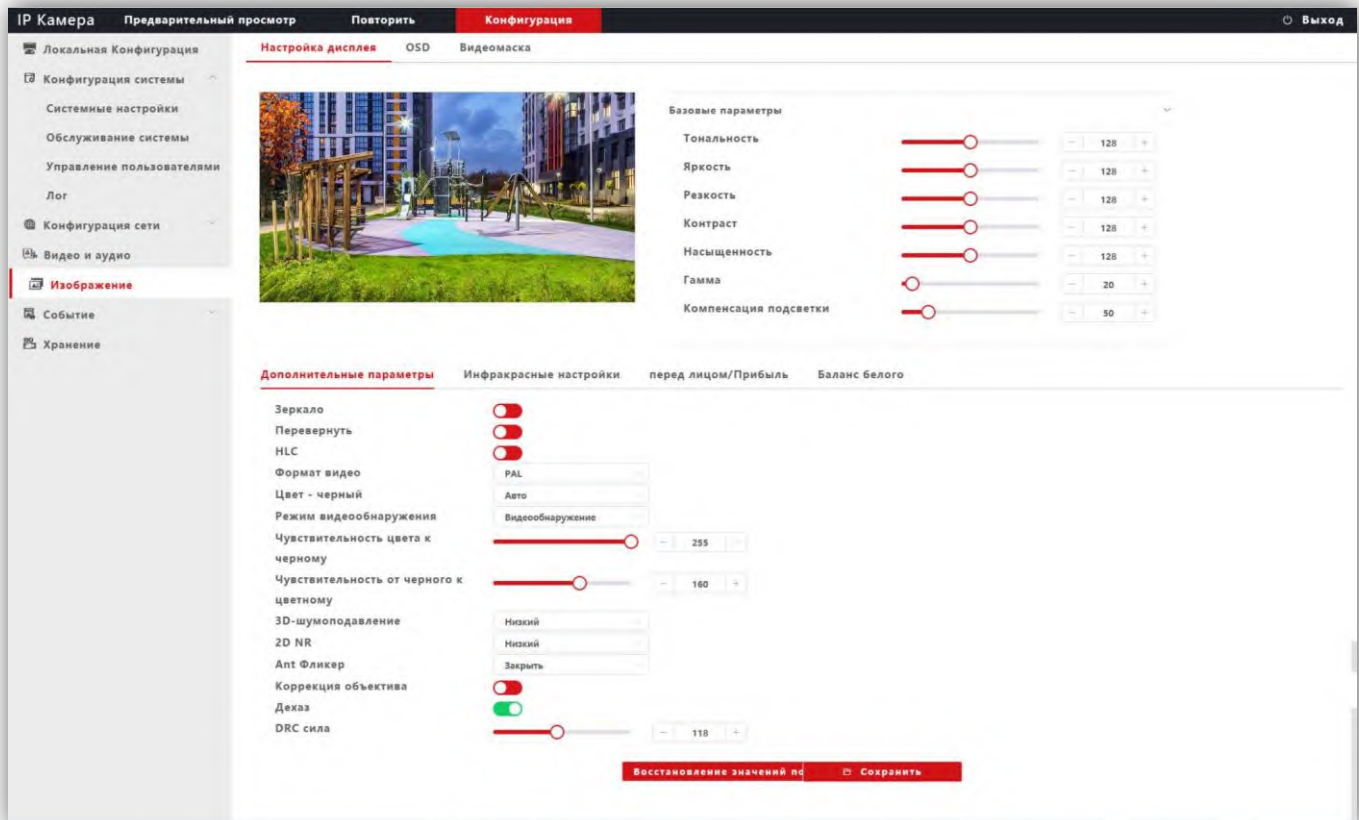 IP Камера Предварительный просмотр Повторить Конфигурация Выход
Локальная Конфигурация
Конфигурация системы
Системные настройки
Обслуживание системы
Управление пользователями
Лог
Конфигурация сети
Видео и аудио
Изображение
Событие
Хранение
Настройка дисплея OSD Видеомаска
Базовые параметры
Тональность 128
Яркость 128
Резкость 128
Контраст 128
Насыщенность 128
Гамма 20
Компенсация подсветки 50
Дополнительные параметры Инфракрасные настройки перед лицом/Прибыль Баланс белого
Зеркало
Перевернуть
HLC
Формат видео PAL
Цвет - черный Авто
Режим видеообнаружения Видеообнаружение
Чувствительность цвета к 255
черному
Чувствительность от черного к 160
цветному
3D-шумоподавление Низкий
2D NR Низкий
Ant Фликер Закрыть
Коррекция объектива
Дехаз
DRC сила 118
Восстановление значений по Сохранить